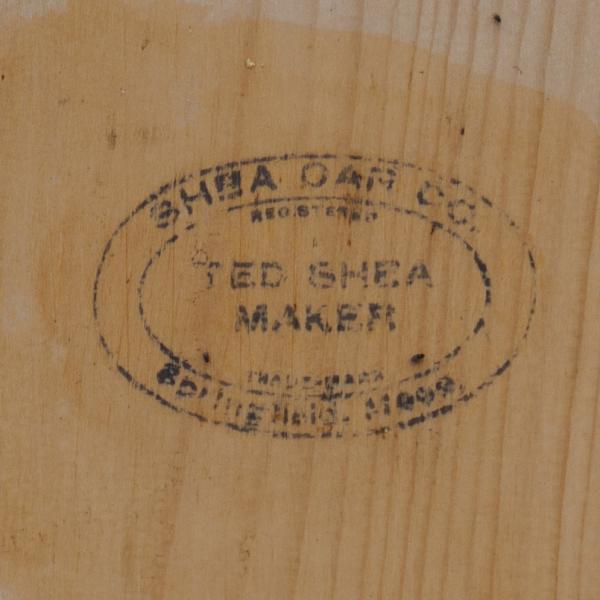 SHEA OAR CO.
REGISTERED
TED SHEA
MAKER
TRADE-MARK